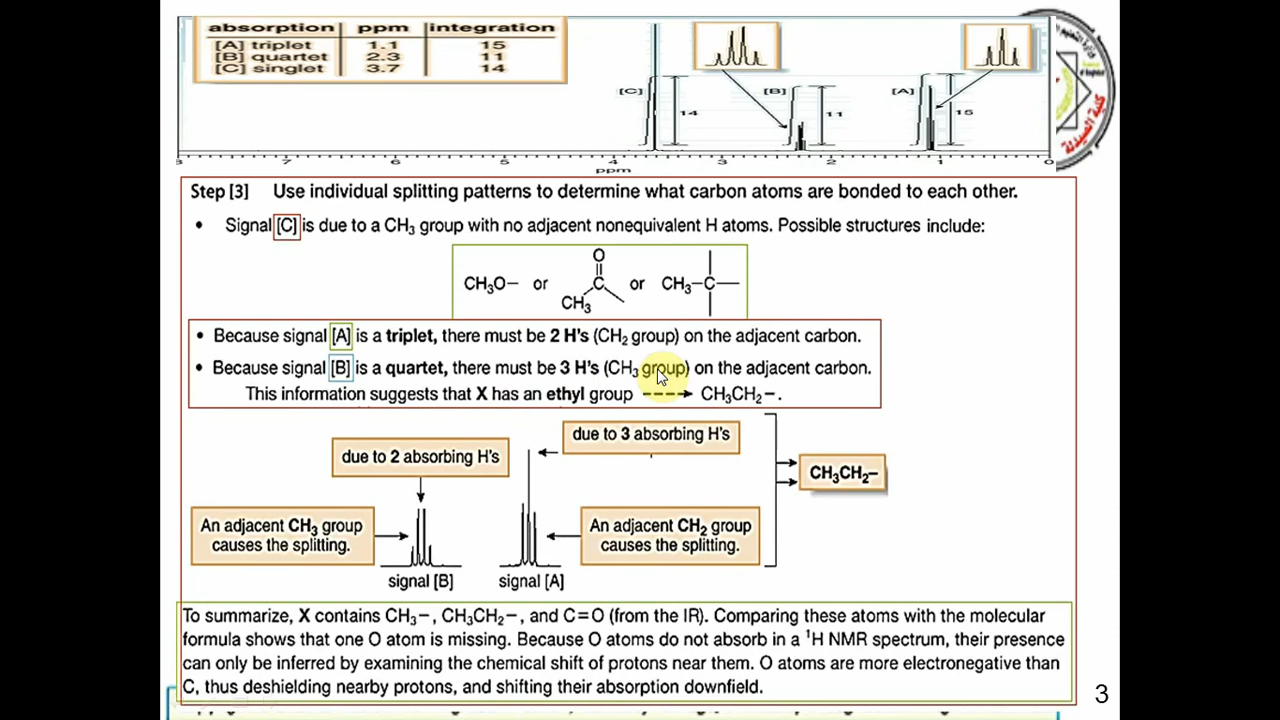 absorption ppm integration
[A] triplet 1.1 15
[B] quartet 2.3 11
[C] singlet 3.7 14
[C] 14 [B] 11 [A] 15
8 7 6 5 4 3 2 1 0
ppm
كلية الصيدلة
Step [3] Use individual splitting patterns to determine what carbon atoms are bonded to each other.
• Signal [C] is due to a CH₃ group with no adjacent nonequivalent H atoms. Possible structures include:
O
CH₃O– or C or CH₃–C–
CH₃
• Because signal [A] is a triplet, there must be 2 H's (CH₂ group) on the adjacent carbon.
• Because signal [B] is a quartet, there must be 3 H's (CH₃ group) on the adjacent carbon.
This information suggests that X has an ethyl group ----→ CH₃CH₂–.
due to 3 absorbing H's
due to 2 absorbing H's
CH₃CH₂–
An adjacent CH₃ group
causes the splitting.
An adjacent CH₂ group
causes the splitting.
signal [B] signal [A]
To summarize, X contains CH₃–, CH₃CH₂–, and C=O (from the IR). Comparing these atoms with the molecular
formula shows that one O atom is missing. Because O atoms do not absorb in a ¹H NMR spectrum, their presence
can only be inferred by examining the chemical shift of protons near them. O atoms are more electronegative than
C, thus deshielding nearby protons, and shifting their absorption downfield.
3